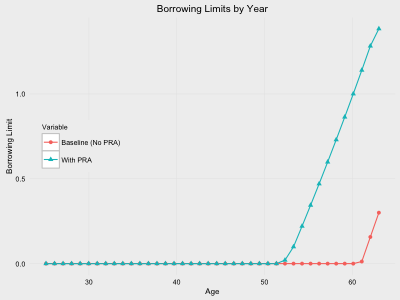 Borrowing Limits by Year
Borrowing Limit
1.0
0.5
0.0
Variable
Baseline (No PRA)
With PRA
30
40
50
60
Age